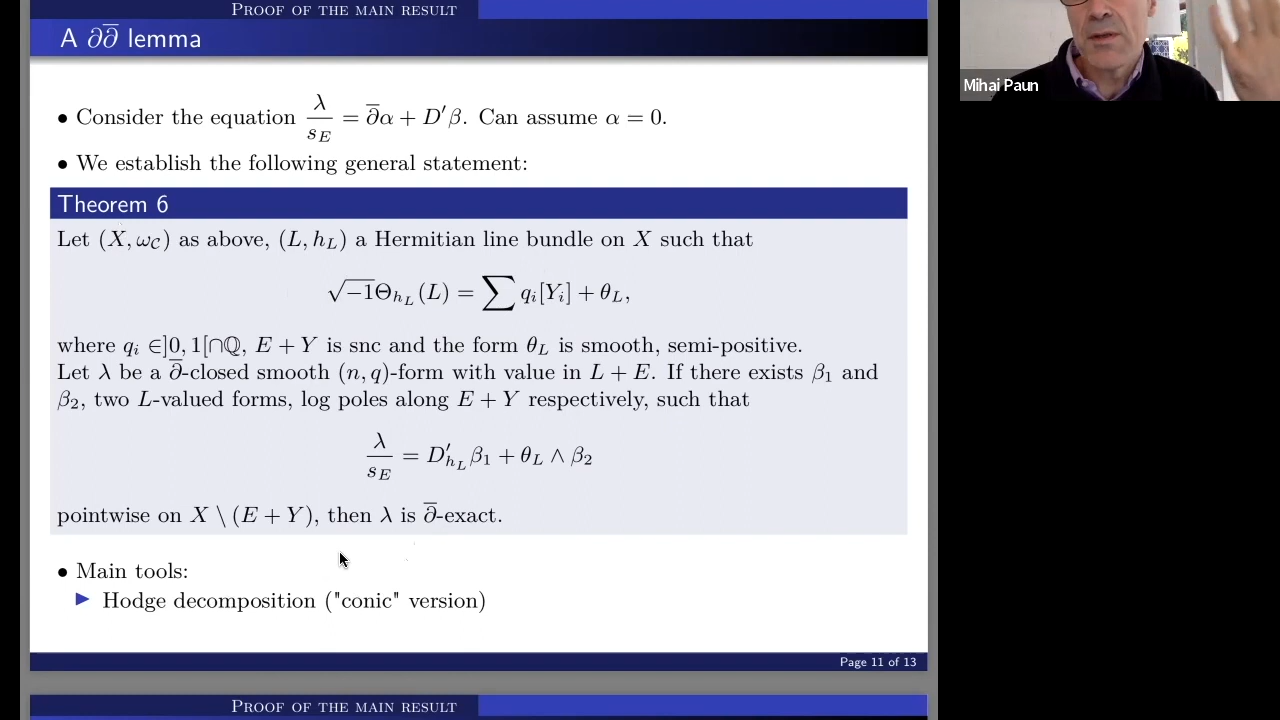 Proof of the main result
A ∂∂̅ lemma
• Consider the equation λ/s_E = ∂̅α + D′β. Can assume α = 0.
• We establish the following general statement:
Theorem 6
Let (X, ω_𝒞) as above, (L, h_L) a Hermitian line bundle on X such that
√−1Θ_{h_L}(L) = ∑ q_i[Y_i] + θ_L,
where q_i ∈]0, 1[∩ℚ, E + Y is snc and the form θ_L is smooth, semi-positive.
Let λ be a ∂̅-closed smooth (n, q)-form with value in L + E. If there exists β₁ and
β₂, two L-valued forms, log poles along E + Y respectively, such that
λ/s_E = D′_{h_L}β₁ + θ_L ∧ β₂
pointwise on X \ (E + Y), then λ is ∂̅-exact.
• Main tools:
▶ Hodge decomposition ("conic" version)
Page 11 of 13
Proof of the main result
Mihai Paun